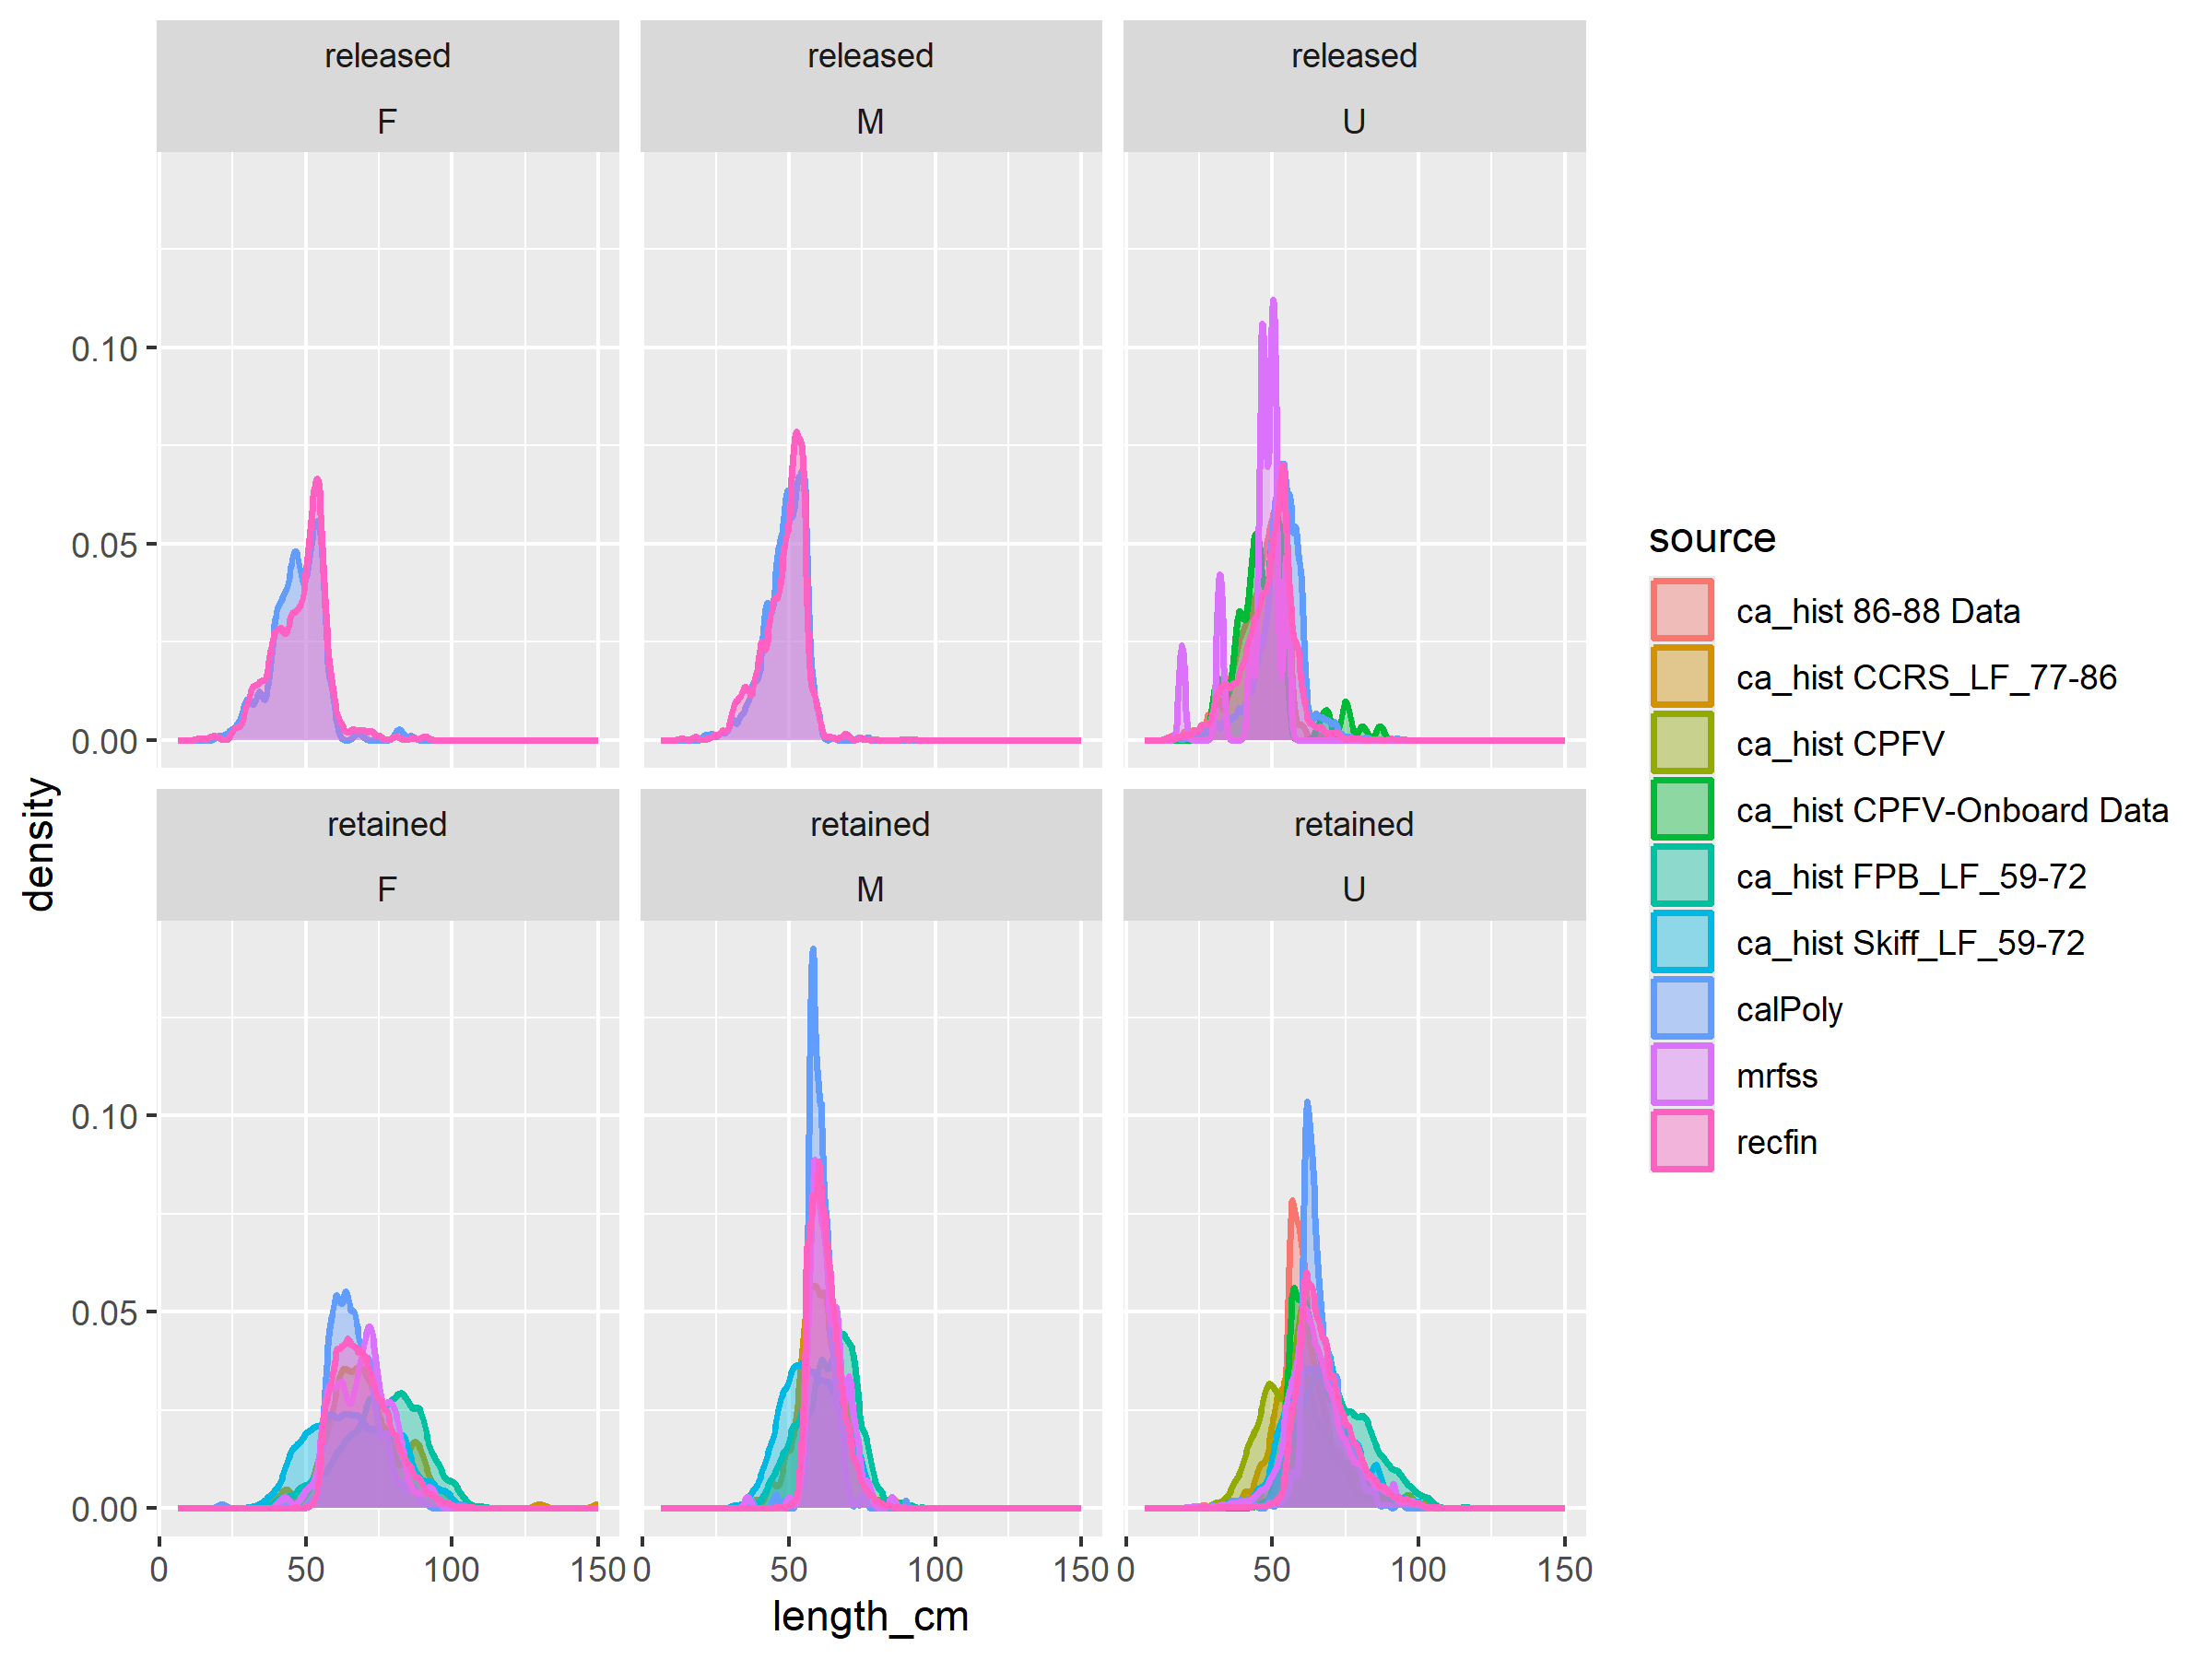 released
released
released
F
M
U
0.10
0.05
0.00
retained
retained
retained
F
M
U
0.10
0.05
0.00
0
50
100
150
0
50
100
150
0
50
100
150
length_cm
density
source
ca_hist 86-88 Data
ca_hist CCRS_LF_77-86
ca_hist CPFV
ca_hist CPFV-Onboard Data
ca_hist FPB_LF_59-72
ca_hist Skiff_LF_59-72
calPoly
mrfss
recfin